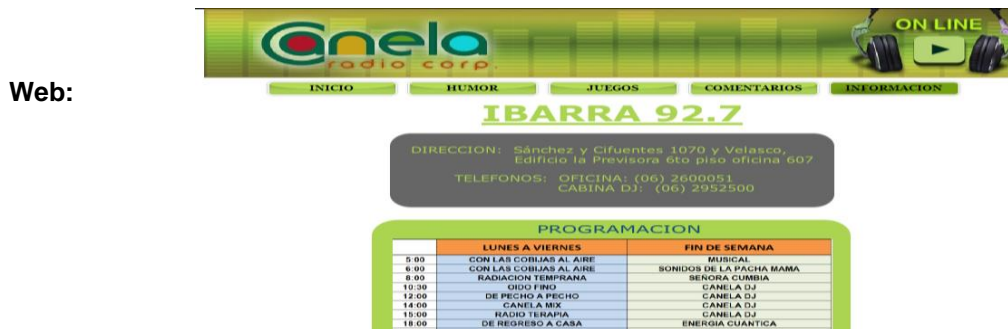 Canela
radio corp.
ON LINE
Web:
INICIO HUMOR JUEGOS COMENTARIOS INFORMACION
IBARRA 92.7
DIRECCION: Sánchez y Cifuentes 1070 y Velasco,
Edificio la Previsora 6to piso oficina 607
TELEFONOS: OFICINA: (06) 2600051
CABINA DJ: (06) 2952500
PROGRAMACION
LUNES A VIERNES FIN DE SEMANA
5:00 CON LAS COBIJAS AL AIRE MUSICAL
6:00 CON LAS COBIJAS AL AIRE SONIDOS DE LA PACHA MAMA
8:00 RADIACION TEMPRANA SEÑORA CUMBIA
10:30 OIDO FINO CANELA DJ
12:00 DE PECHO A PECHO CANELA DJ
14:00 CANELA MIX CANELA DJ
15:00 RADIO TERAPIA CANELA DJ
18:00 DE REGRESO A CASA ENERGIA CUANTICA